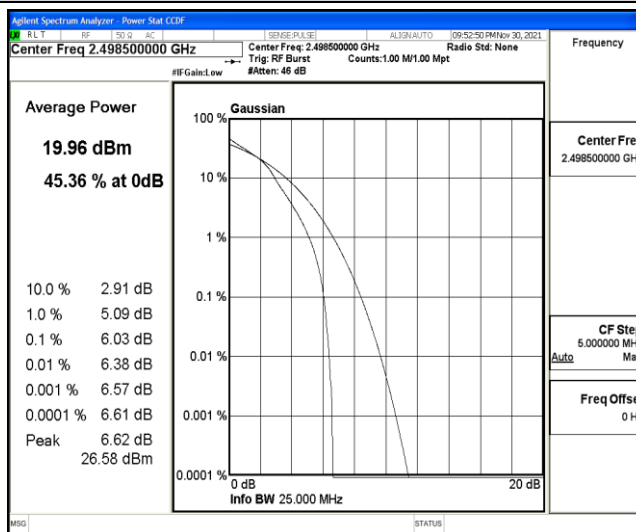 Agilent Spectrum Analyzer - Power Stat CCDF
RLT RF 50 Ω AC SENSE:PULSE ALIGNAUTO 09:52:50 PM Nov 30, 2021
Center Freq 2.498500000 GHz
Center Freq: 2.498500000 GHz Radio Std: None
Trig: RF Burst Counts:1.00 M/1.00 Mpt
#IFGain:Low #Atten: 46 dB
Frequency
Center Fre
2.498500000 GH
CF Ste
5.000000 MH
Auto Ma
Freq Offse
0 H
Average Power
19.96 dBm
45.36 % at 0dB
10.0 % 2.91 dB
1.0 % 5.09 dB
0.1 % 6.03 dB
0.01 % 6.38 dB
0.001 % 6.57 dB
0.0001 % 6.61 dB
Peak 6.62 dB
26.58 dBm
Gaussian
100 %
10 %
1 %
0.1 %
0.01 %
0.001 %
0.0001 %
0 dB 20 dB
Info BW 25.000 MHz
MSG STATUS